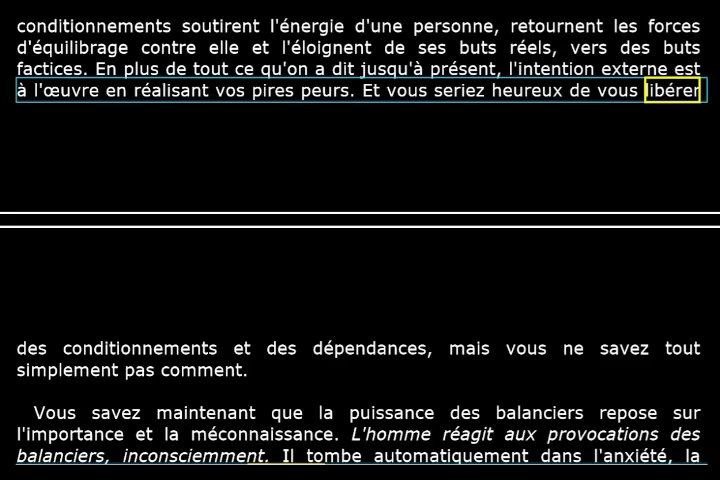 conditionnements soutirent l'énergie d'une personne, retournent les forces
d'équilibrage contre elle et l'éloignent de ses buts réels, vers des buts
factices. En plus de tout ce qu'on a dit jusqu'à présent, l'intention externe est
à l'œuvre en réalisant vos pires peurs. Et vous seriez heureux de vous libérer
des conditionnements et des dépendances, mais vous ne savez tout
simplement pas comment.
Vous savez maintenant que la puissance des balanciers repose sur
l'importance et la méconnaissance. L'homme réagit aux provocations des
balanciers, inconsciemment. Il tombe automatiquement dans l'anxiété, la